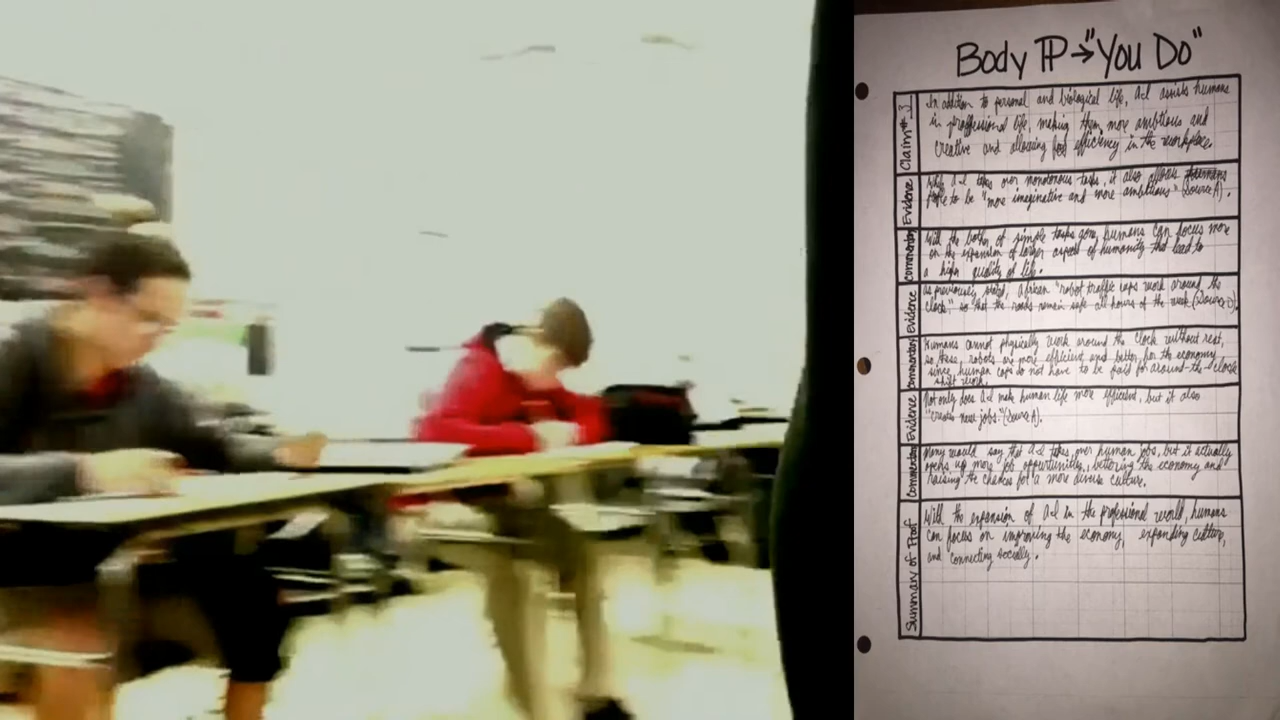 Body TP → "You Do"
Claim #3
In addition to personal and biological life, A.I assists humans
in proffessional life, making them more ambitious and
creative and allowing for efficiency in the workplace.
Evidence
While A.I takes over monotonous tasks, it also allows humans
people to be "more imaginative and more ambitious" (Source A).
Commentary
With the bother of simple tasks gone, humans can focus more
on the expansion of larger aspects of humanity that lead to
a high quality of life.
Evidence
As previously stated, African "robot traffic cops work around the
clock," so that the roads remain safe all hours of the week (Source D).
Commentary
Humans cannot physically work around the clock without rest,
so these robots are more efficient and better for the economy
since human cops do not have to be paid for around-the-clock
shift work.
Evidence
Not only does A.I make human life more efficient, but it also
"creates new jobs." (Source A).
Commentary
Many would say that A.I takes over human jobs, but it actually
opens up more job opportunities, bettering the economy and
raising the chances for a more diverse culture.
Summary of Proof
With the expansion of A.I in the professional world, humans
can focus on improving the economy, expanding culture,
and connecting socially.